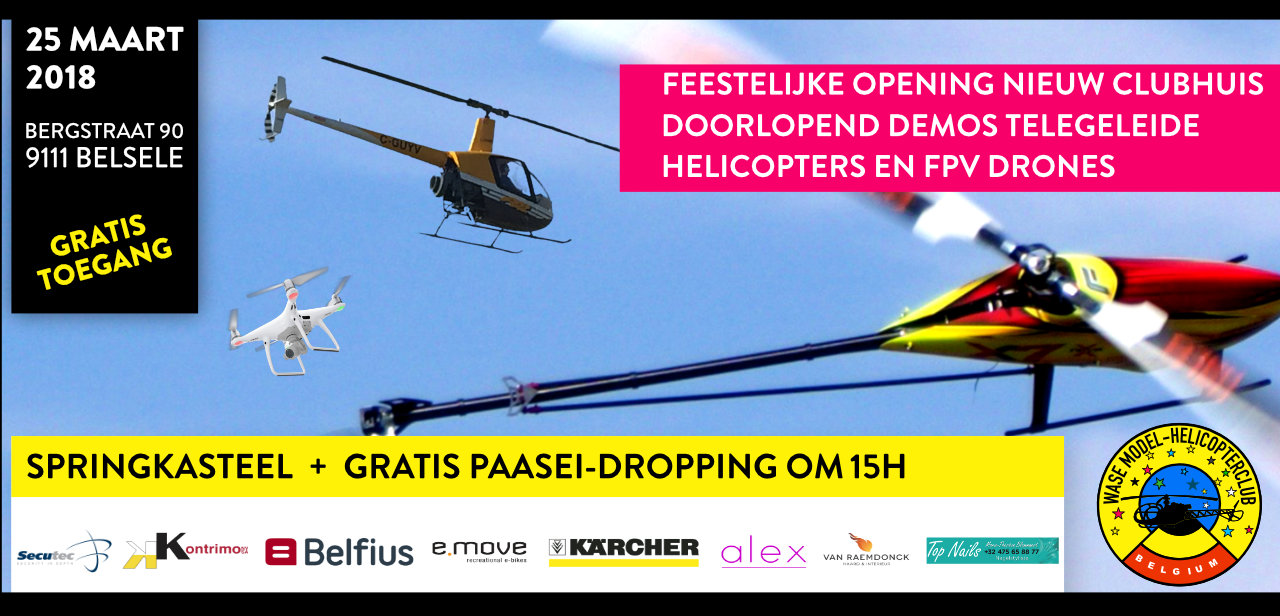 25 MAART
2018
BERGSTRAAT 90
9111 BELSELE
GRATIS
TOEGANG
FEESTELIJKE OPENING NIEUW CLUBHUIS
DOORLOPEND DEMOS TELEGELEIDE
HELICOPTERS EN FPV DRONES
C-GUYV
SPRINGKASTEEL + GRATIS PAASEI-DROPPING OM 15H
Secutec
Kontrimo
Belfius
e.move
recreational e-bikes
KÄRCHER
alex
VAN RAEMDONCK
HAARD & INTERIEUR
Top Nails
+32 475 65 88 77
WASE MODEL-HELICOPTERCLUB
BELGIUM